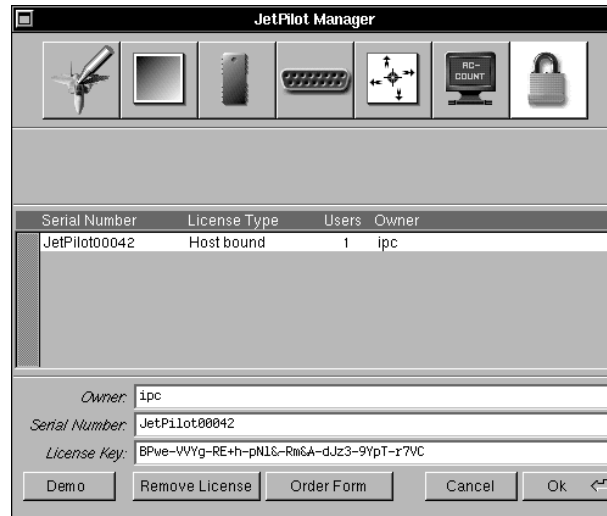 JetPilot Manager
AC-
COUNT
Serial Number License Type Users Owner
JetPilot00042 Host bound 1 ipc
Owner: ipc
Serial Number: JetPilot00042
License Key: BPwe-VVYg-RE+h-pNl&-Rm&A-dJz3-9YpT-r7VC
Demo Remove License Order Form Cancel Ok